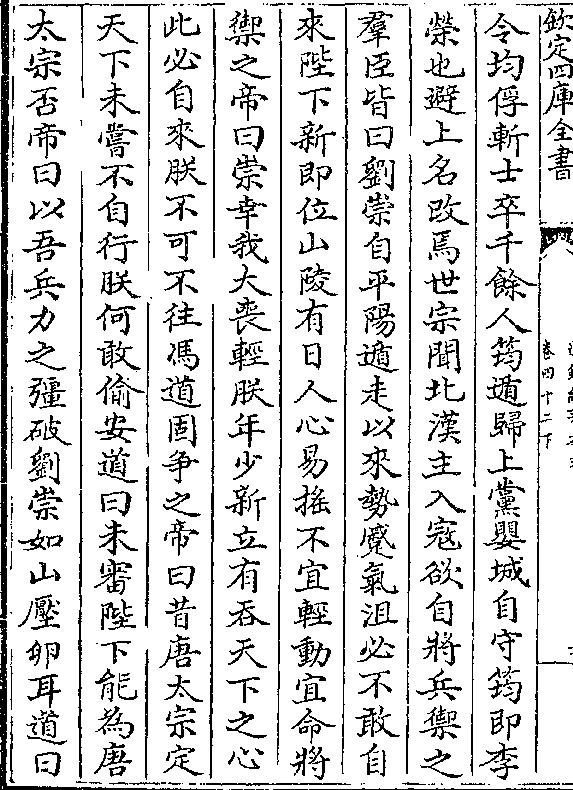 欽定四庫全書
卷四十二下
令均俘斬士卒千餘人筠遁歸上黨嬰城自守筠即李
榮也避上名改焉世宗聞北漢主入寇欲自將兵禦之
羣臣皆曰劉崇自平陽遁走以來勢蹙氣沮必不敢自
來陛下新即位山陵有日人心易搖不宜輕動宜命將
禦之帝曰崇幸我大喪輕朕年少新立有吞天下之心
此必自來朕不可不往馮道固争之帝曰昔唐太宗定
天下未嘗不自行朕何敢偷安道曰未審陛下能為唐
太宗否帝曰以吾兵力之彊破劉崇如山壓卵耳道曰